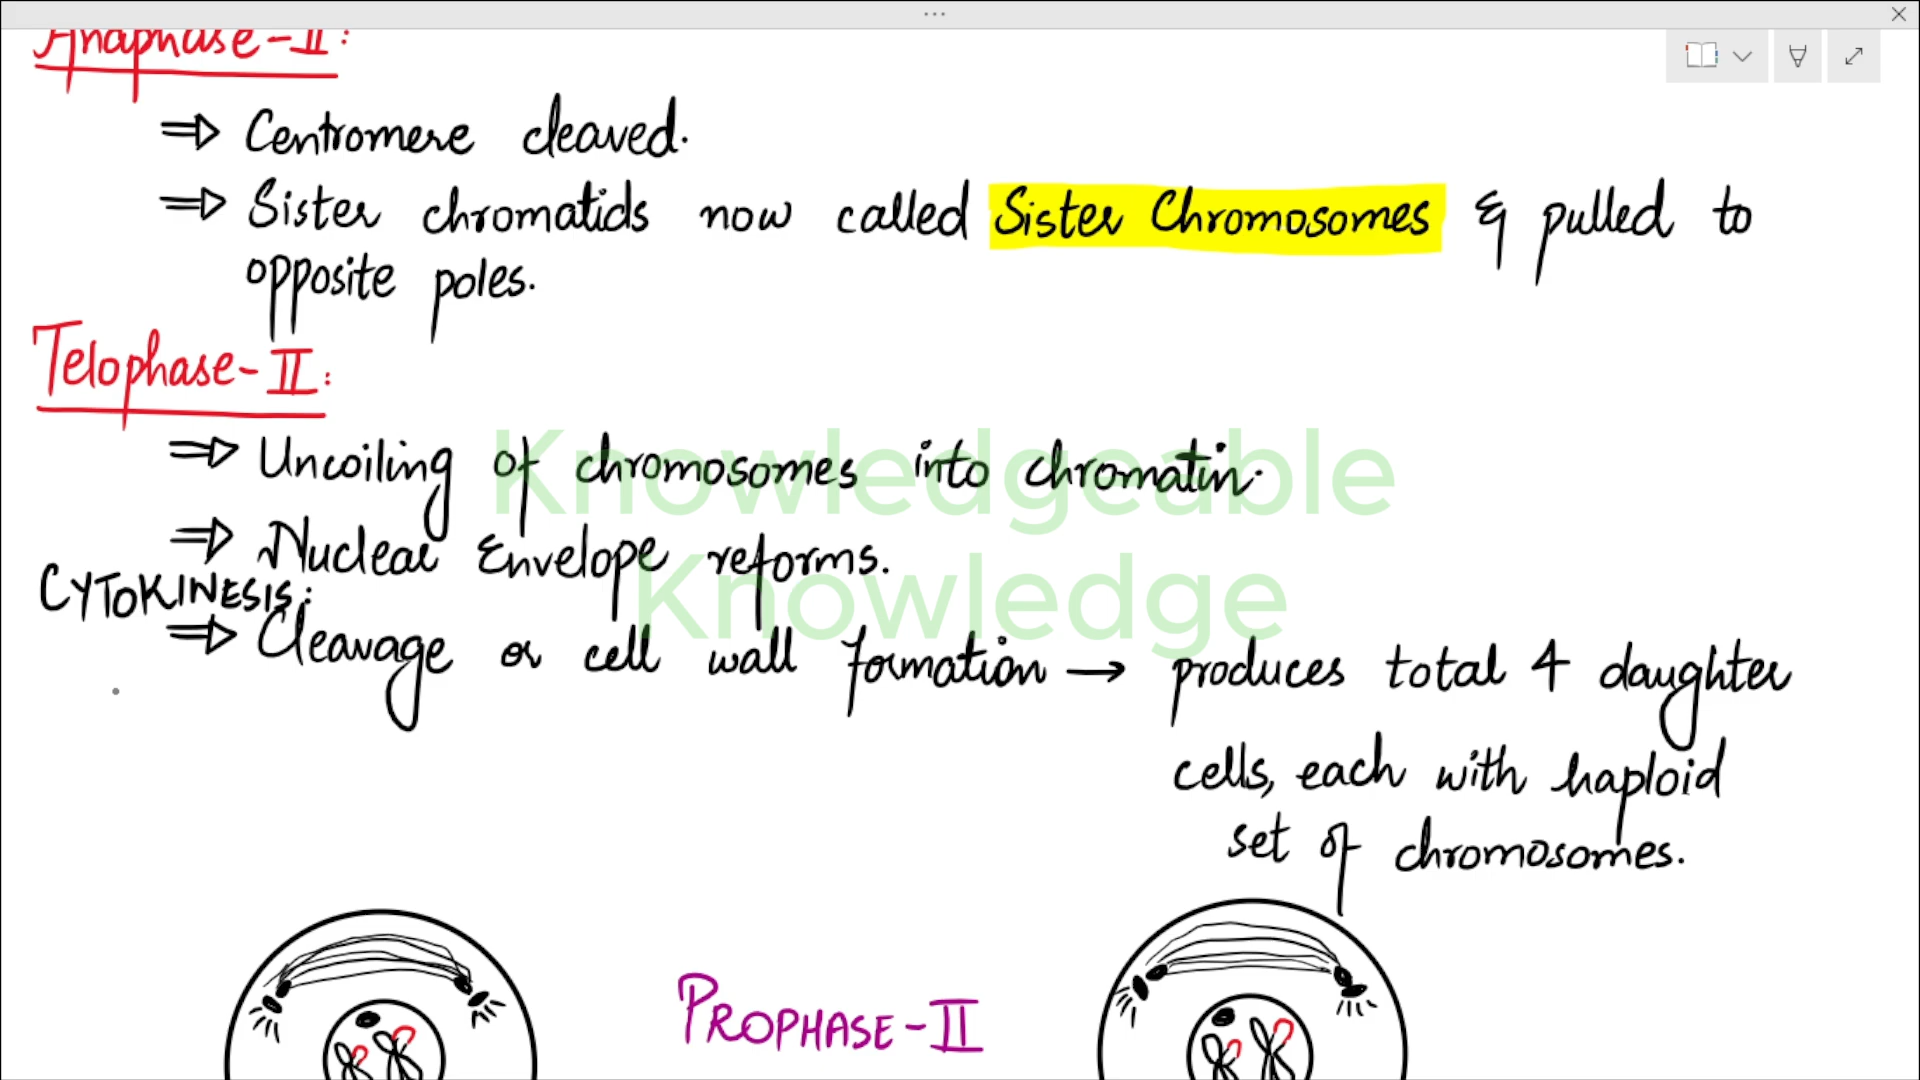 Anaphase-II:
⇒ Centromere cleaved.
⇒ Sister chromatids now called Sister Chromosomes & pulled to
opposite poles.
Telophase-II:
⇒ Uncoiling of chromosomes into chromatin.
⇒ Nuclear Envelope reforms.
CYTOKINESIS:
⇒ Cleavage or cell wall formation → produces total 4 daughter
cells, each with haploid
set of chromosomes.
PROPHASE-II
Knowledgeable
Knowledge